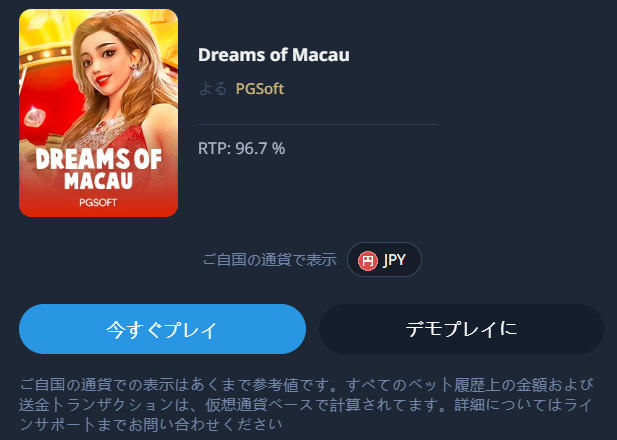 Dreams of Macau
よる PGSoft
RTP: 96.7 %
DREAMS OF
MACAU
PGSOFT
ご自国の通貨で表示 円 JPY
今すぐプレイ デモプレイに
ご自国の通貨での表示はあくまで参考値です。すべてのベット履歴上の金額および
送金トランザクションは、仮想通貨ベースで計算されてます。詳細についてはライ
ンサポートまでお問い合わせください